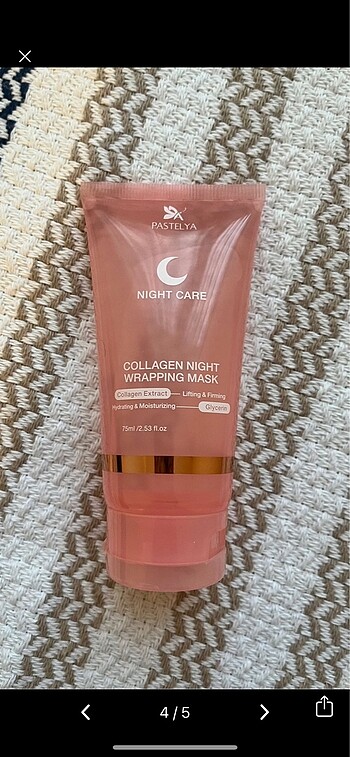 PASTELYA
NIGHT CARE
COLLAGEN NIGHT
WRAPPING MASK
Collagen Extract Lifting & Firming
Hydrating & Moisturizing Glycerin
75ml /2.53 fl.oz
4 / 5